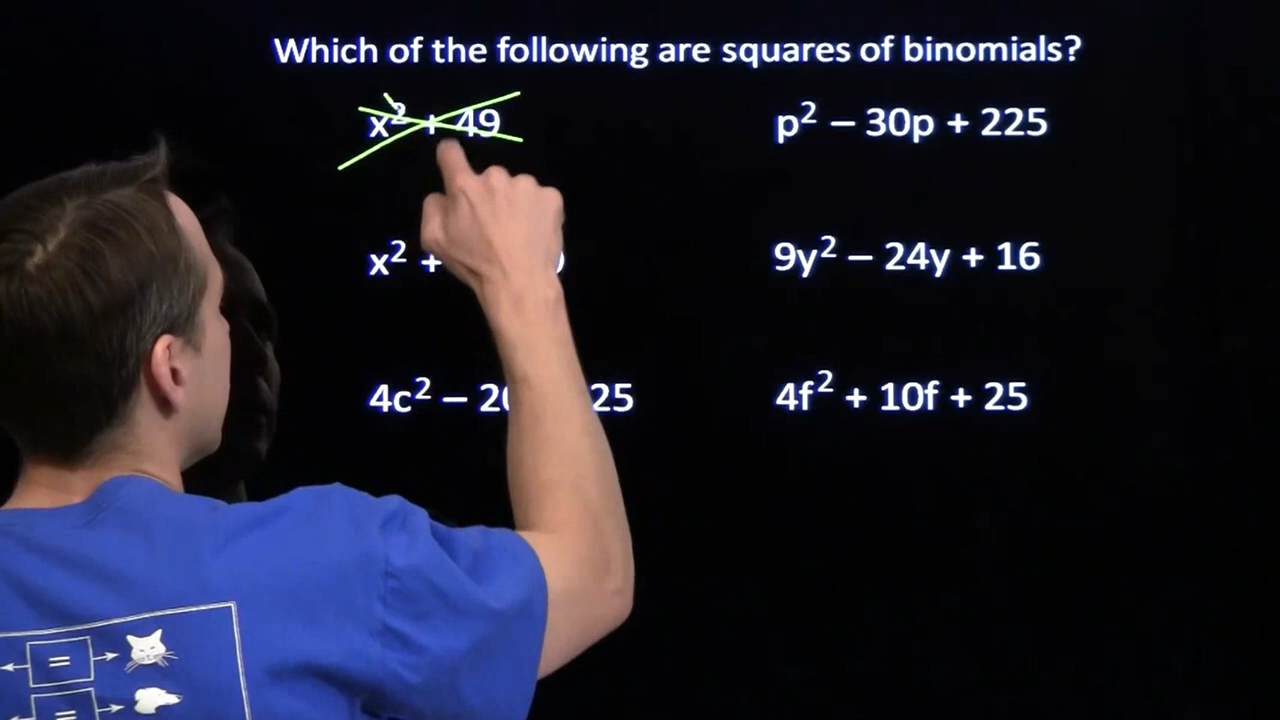 Which of the following are squares of binomials?
x² + 49
p² – 30p + 225
x² +
9y² – 24y + 16
4c² – 20 25
4f² + 10f + 25
=
=